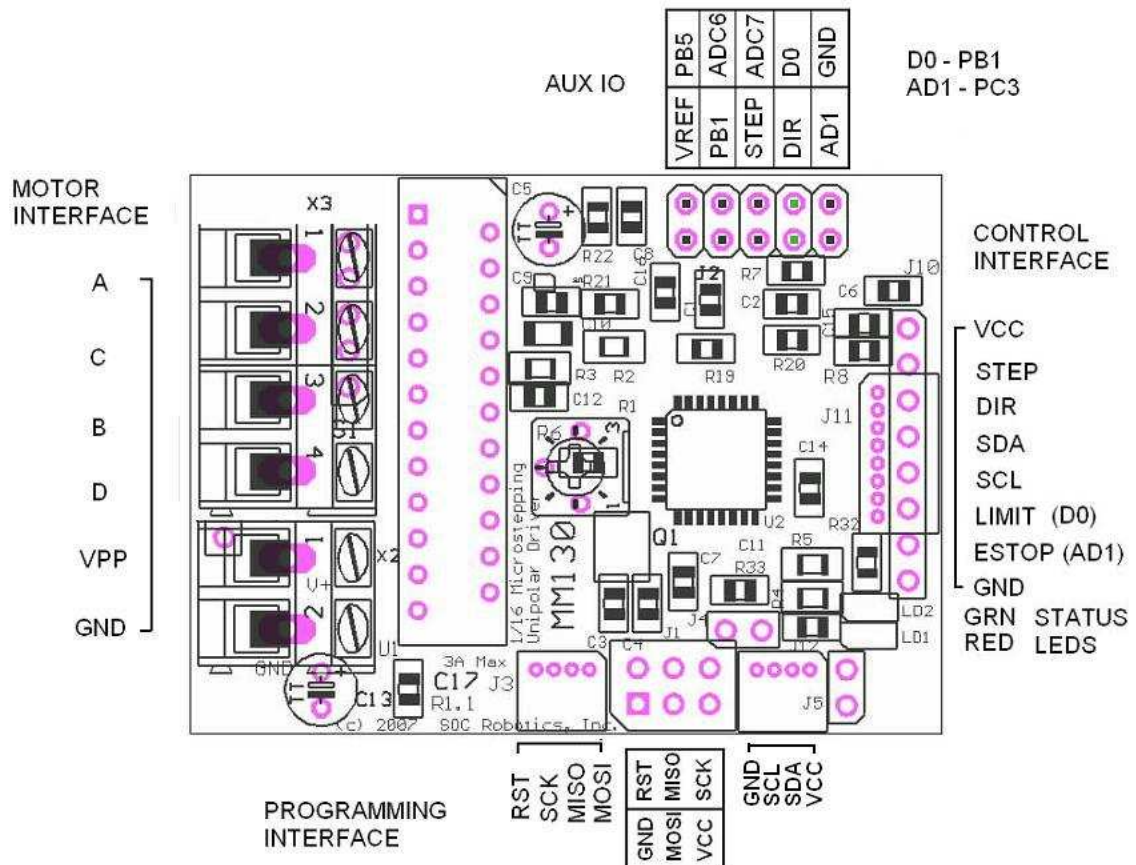 AUX IO
PB5 ADC6 ADC7 D0 GND
VREF PB1 STEP DIR AD1
D0 - PB1
AD1 - PC3
MOTOR
INTERFACE
A
C
B
D
VPP
GND
CONTROL
INTERFACE
VCC
STEP
DIR
SDA
SCL
LIMIT (D0)
ESTOP (AD1)
GND
GRN STATUS
RED LEDS
X3
1
2
3
4
1
V+
2
X2
GND
U1
C5
TT
+
R22
C8
C9
R21
C10
C16
J2
C1
R7
C2
C6
J10
R3
R2
R19
R20
R8
C12
R1
R6
3
1
J11
C14
U2
R32
Q1
C7
C11
R5
R33
R4
LD2
LD1
1/16 Microstepping
Unipolar Driver
MM130
C3
C4
J1
J4
J12
J5
J3
3A Max
C17
R1.1
C13
TT
+
(c) 2007 SOC Robotics, Inc.
PROGRAMMING
INTERFACE
RST
SCK
MISO
MOSI
RST MISO SCK
GND MOSI VCC
GND
SCL
SDA
VCC